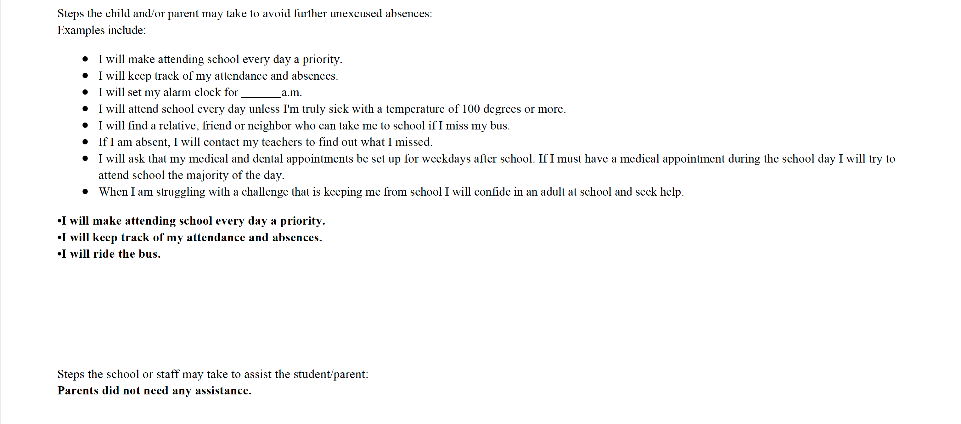 Steps the child and/or parent may take to avoid further unexcused absences:
Examples include:
• I will make attending school every day a priority.
• I will keep track of my attendance and absences.
• I will set my alarm clock for _______a.m.
• I will attend school every day unless I'm truly sick with a temperature of 100 degrees or more.
• I will find a relative, friend or neighbor who can take me to school if I miss my bus.
• If I am absent, I will contact my teachers to find out what I missed.
• I will ask that my medical and dental appointments be set up for weekdays after school. If I must have a medical appointment during the school day I will try to
attend school the majority of the day.
• When I am struggling with a challenge that is keeping me from school I will confide in an adult at school and seek help.
•I will make attending school every day a priority.
•I will keep track of my attendance and absences.
•I will ride the bus.
Steps the school or staff may take to assist the student/parent:
Parents did not need any assistance.